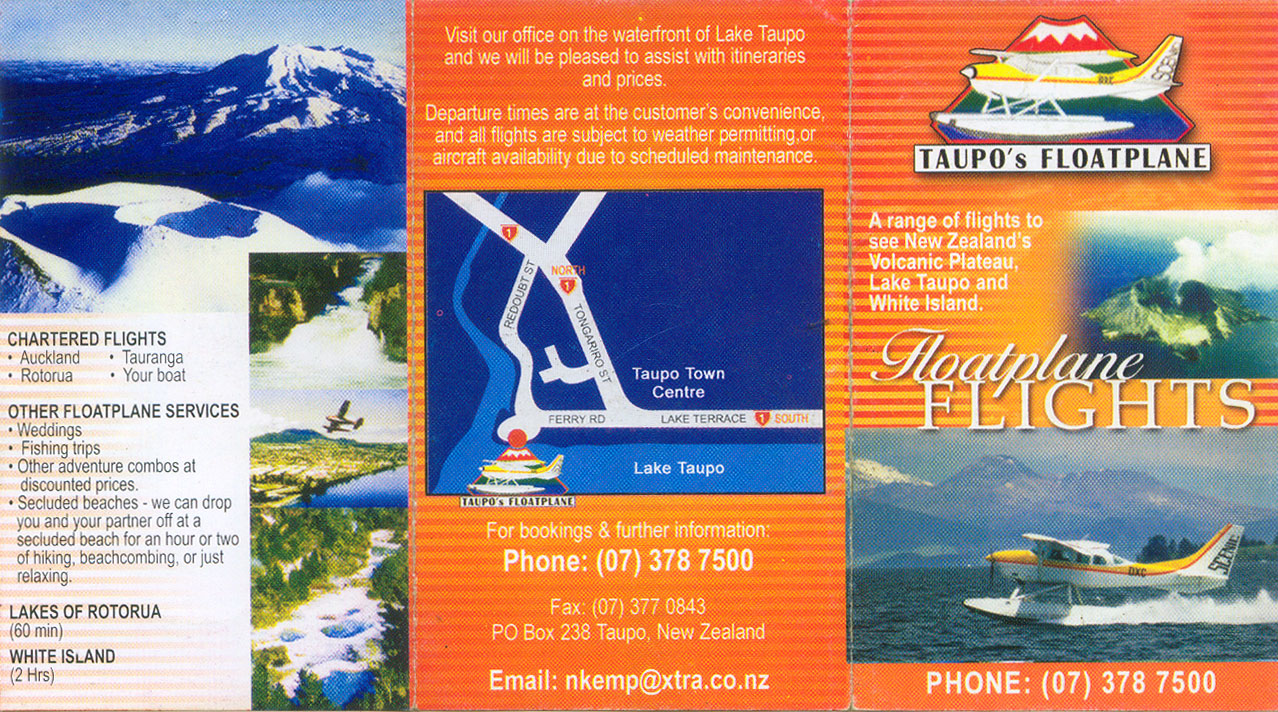 CHARTERED FLIGHTS
• Auckland • Tauranga
• Rotorua • Your boat
OTHER FLOATPLANE SERVICES
• Weddings
• Fishing trips
• Other adventure combos at
discounted prices.
• Secluded beaches - we can drop
you and your partner off at a
secluded beach for an hour or two
of hiking, beachcombing, or just
relaxing.
LAKES OF ROTORUA
(60 min)
WHITE ISLAND
(2 Hrs)
Visit our office on the waterfront of Lake Taupo
and we will be pleased to assist with itineraries
and prices.
Departure times are at the customer's convenience,
and all flights are subject to weather permitting,or
aircraft availability due to scheduled maintenance.
1
NORTH
1
REDOUBT ST
TONGARIRO ST
Taupo Town
Centre
FERRY RD
LAKE TERRACE 1 SOUTH
Lake Taupo
TAUPO's FLOATPLANE
For bookings & further information:
Phone: (07) 378 7500
Fax: (07) 377 0843
PO Box 238 Taupo, New Zealand
Email: nkemp@xtra.co.nz
SCENIC
DXC
TAUPO's FLOATPLANE
A range of flights to
see New Zealand's
Volcanic Plateau,
Lake Taupo and
White Island.
Floatplane
FLIGHTS
SCENIC
DXC
PHONE: (07) 378 7500